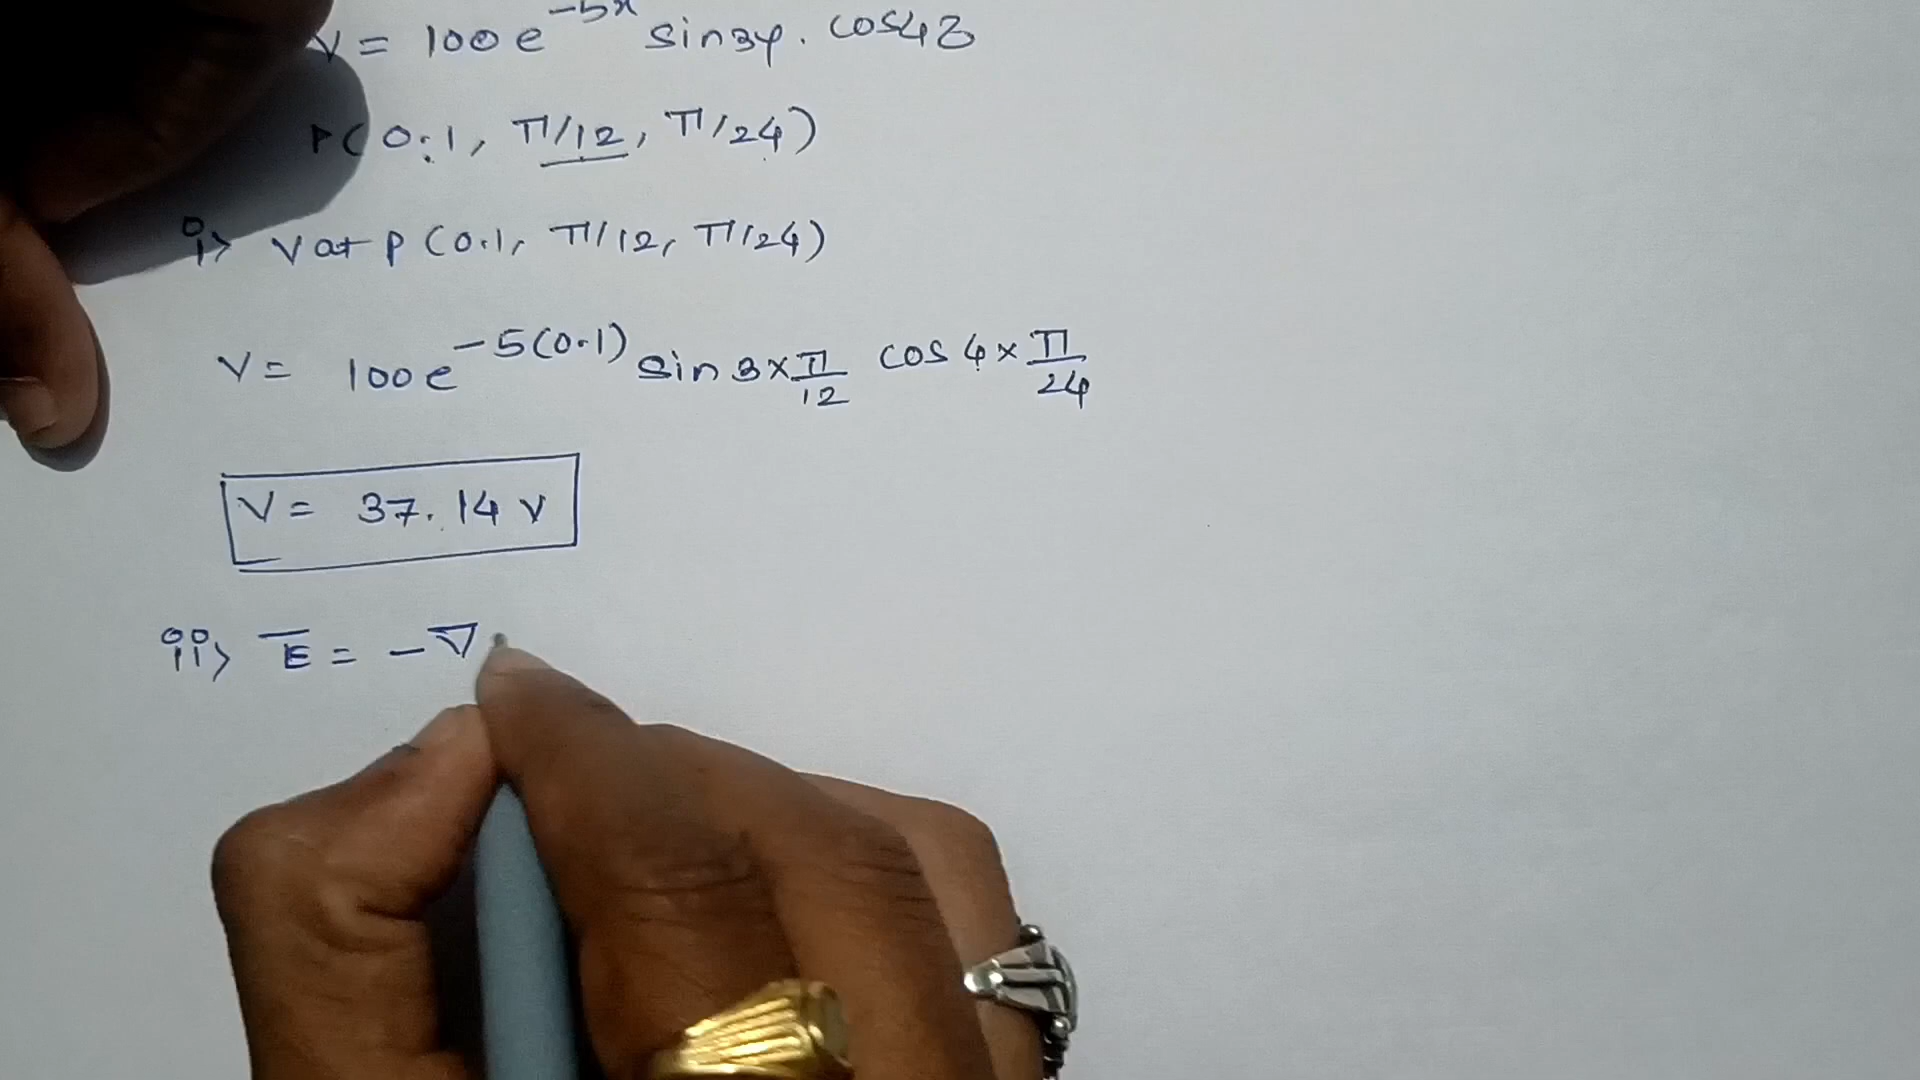 V = 100 e^-5x sin3y . cos4z
P(0.1, π/12, π/24)
i> V at P (0.1, π/12, π/24)
V = 100 e^-5(0.1) sin 3 × π/12 cos 4 × π/24
V = 37.14 V
ii> E̅ = -∇